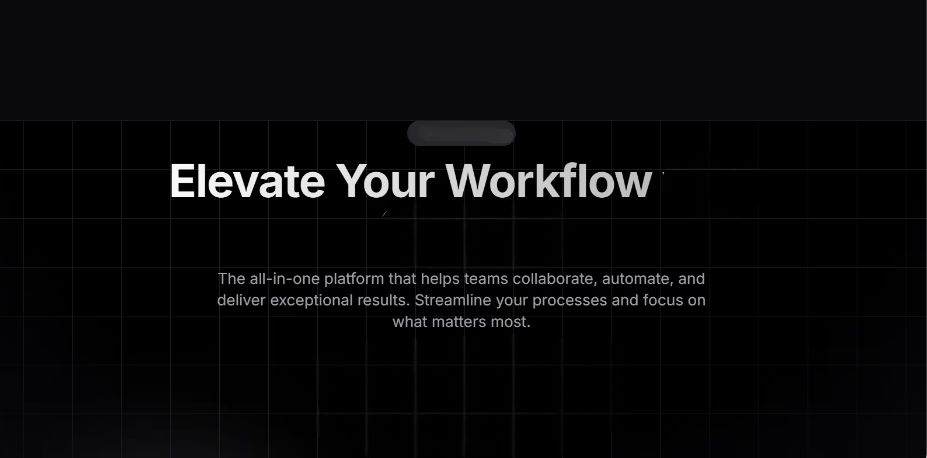 Elevate Your Workflow
The all-in-one platform that helps teams collaborate, automate, and
deliver exceptional results. Streamline your processes and focus on
what matters most.